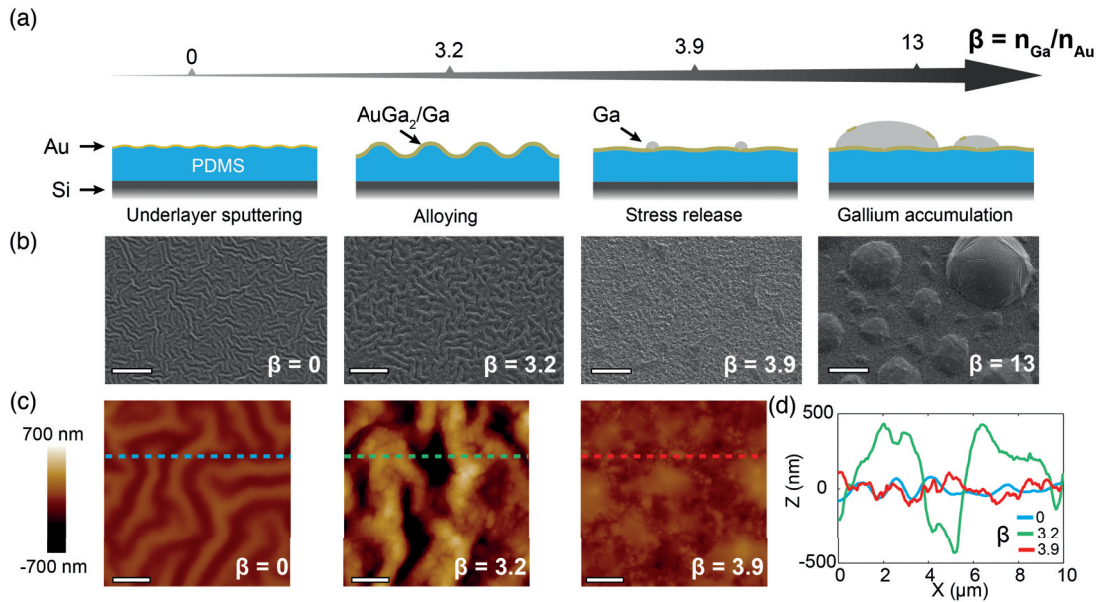 (a)
0
3.2
3.9
13
β = nGa/nAu
AuGa2/Ga
Ga
Au
PDMS
Si
Underlayer sputtering
Alloying
Stress release
Gallium accumulation
(b)
β = 0
β = 3.2
β = 3.9
β = 13
(c)
700 nm
-700 nm
β = 0
β = 3.2
β = 3.9
(d)
500
0
-500
Z (nm)
β
0
3.2
3.9
0
2
4
6
8
10
X (μm)